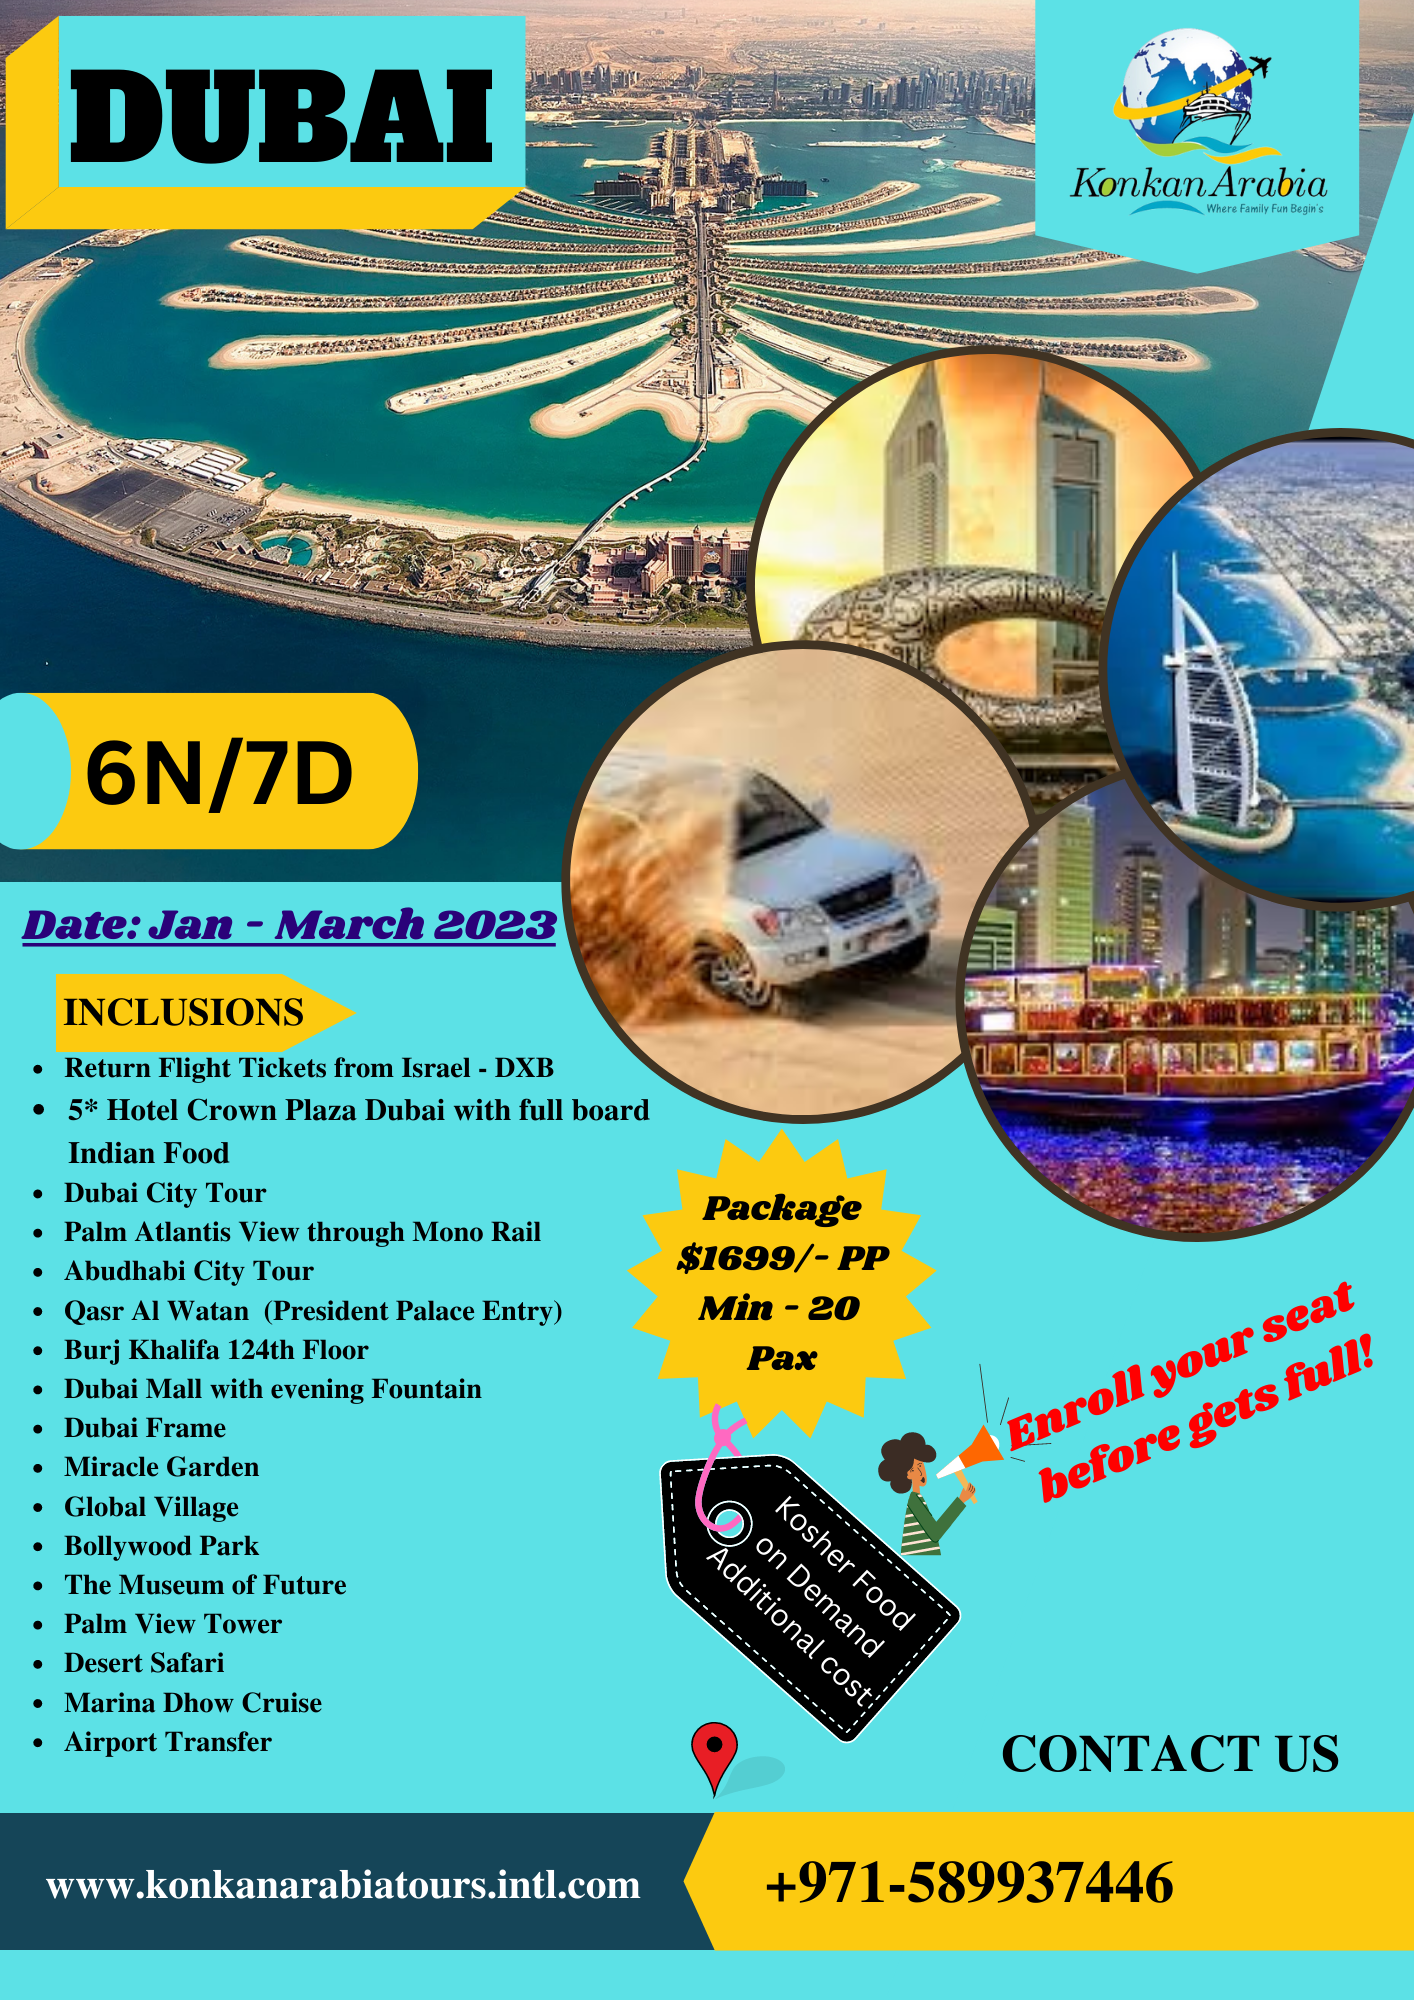 DUBAI
Konkan Arabia
Where Family Fun Begin's
6N/7D
Date: Jan - March 2023
INCLUSIONS
Return Flight Tickets from Israel - DXB
5* Hotel Crown Plaza Dubai with full board
Indian Food
Dubai City Tour
Palm Atlantis View through Mono Rail
Abudhabi City Tour
Qasr Al Watan (President Palace Entry)
Burj Khalifa 124th Floor
Dubai Mall with evening Fountain
Dubai Frame
Miracle Garden
Global Village
Bollywood Park
The Museum of Future
Palm View Tower
Desert Safari
Marina Dhow Cruise
Airport Transfer
Package
$1699/- PP
Min - 20
Pax
Enroll your seat
before gets full!
Kosher Food
on Demand
Additional cost
CONTACT US
www.konkanarabiatours.intl.com
+971-589937446